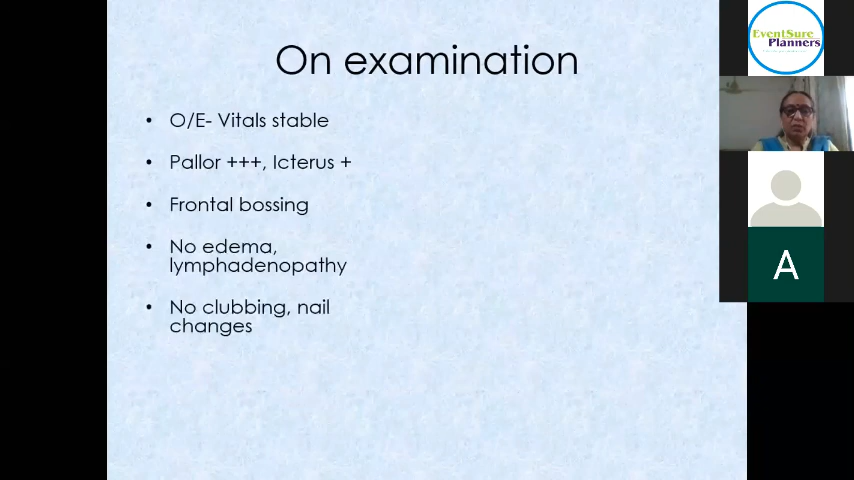 On examination
• O/E- Vitals stable
• Pallor +++, Icterus +
• Frontal bossing
• No edema,
lymphadenopathy
• No clubbing, nail
changes
EventSure
Planners
A